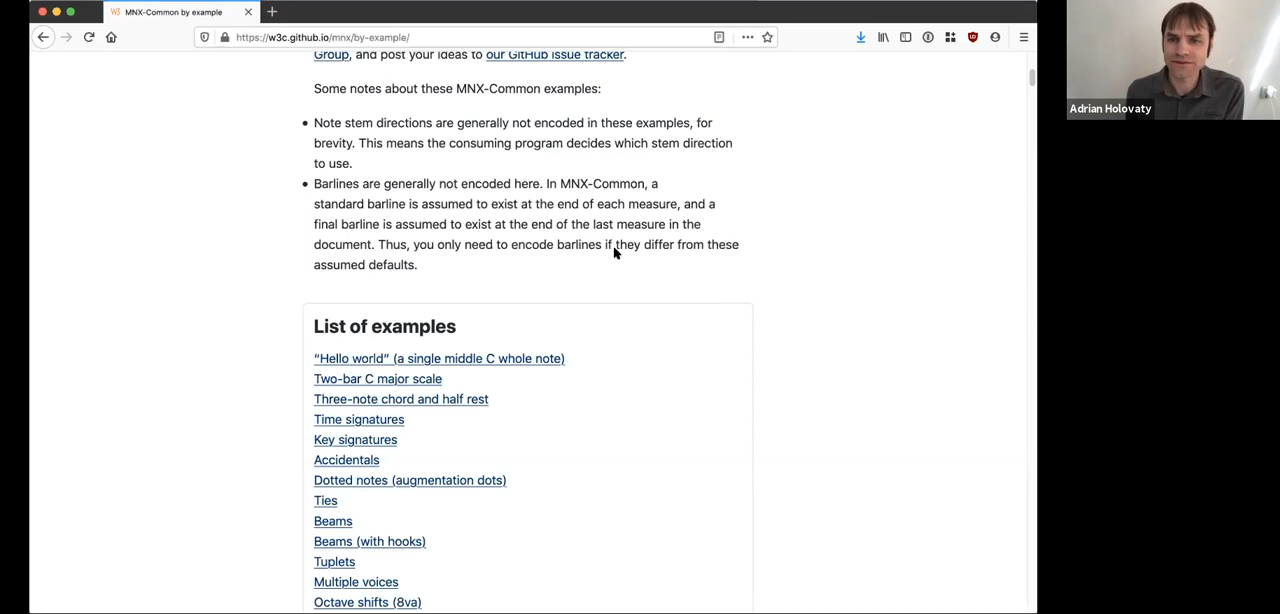 MNX-Common by example
https://w3c.github.io/mnx/by-example/
Group, and post your ideas to our GitHub issue tracker.
Some notes about these MNX-Common examples:
Note stem directions are generally not encoded in these examples, for
brevity. This means the consuming program decides which stem direction
to use.
Barlines are generally not encoded here. In MNX-Common, a
standard barline is assumed to exist at the end of each measure, and a
final barline is assumed to exist at the end of the last measure in the
document. Thus, you only need to encode barlines if they differ from these
assumed defaults.
List of examples
“Hello world” (a single middle C whole note)
Two-bar C major scale
Three-note chord and half rest
Time signatures
Key signatures
Accidentals
Dotted notes (augmentation dots)
Ties
Beams
Beams (with hooks)
Tuplets
Multiple voices
Octave shifts (8va)
Adrian Holovaty